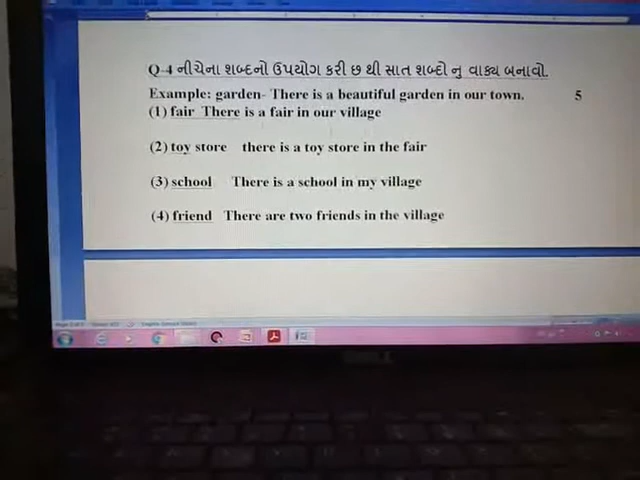 Q-4 નીચેના શબ્દનો ઉપયોગ કરી છ થી સાત શબ્દો નુ વાક્ય બનાવો.
Example: garden- There is a beautiful garden in our town. 5
(1) fair There is a fair in our village
(2) toy store there is a toy store in the fair
(3) school There is a school in my village
(4) friend There are two friends in the village
DELL